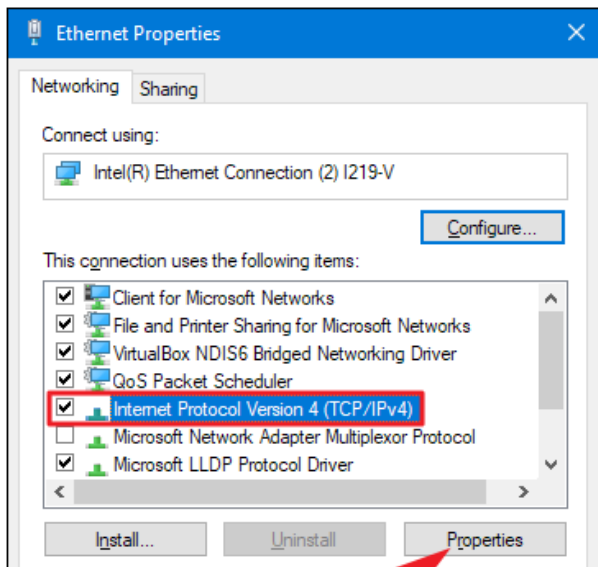 Ethernet Properties
Networking
Sharing
Connect using:
Intel(R) Ethernet Connection (2) I219-V
Configure...
This connection uses the following items:
Client for Microsoft Networks
File and Printer Sharing for Microsoft Networks
VirtualBox NDIS6 Bridged Networking Driver
QoS Packet Scheduler
Internet Protocol Version 4 (TCP/IPv4)
Microsoft Network Adapter Multiplexor Protocol
Microsoft LLDP Protocol Driver
Install...
Uninstall
Properties